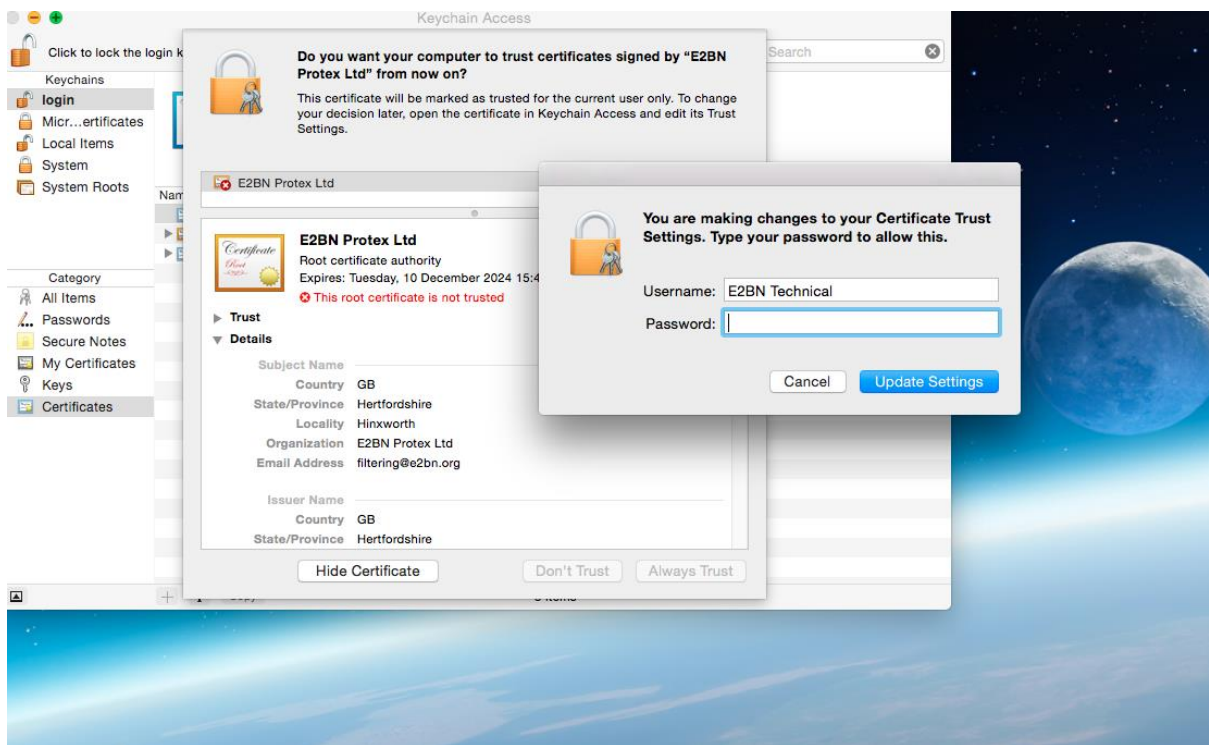 Keychain Access
Click to lock the login k
Search
Keychains
login
Micr...ertificates
Local Items
System
System Roots
Category
All Items
Passwords
Secure Notes
My Certificates
Keys
Certificates
Nam
Do you want your computer to trust certificates signed by “E2BN
Protex Ltd” from now on?
This certificate will be marked as trusted for the current user only. To change
your decision later, open the certificate in Keychain Access and edit its Trust
Settings.
E2BN Protex Ltd
Certificate
Root
E2BN Protex Ltd
Root certificate authority
Expires: Tuesday, 10 December 2024 15:4
This root certificate is not trusted
Trust
Details
Subject Name
Country GB
State/Province Hertfordshire
Locality Hinxworth
Organization E2BN Protex Ltd
Email Address filtering@e2bn.org
Issuer Name
Country GB
State/Province Hertfordshire
Hide Certificate
Don't Trust
Always Trust
You are making changes to your Certificate Trust
Settings. Type your password to allow this.
Username: E2BN Technical
Password:
Cancel
Update Settings